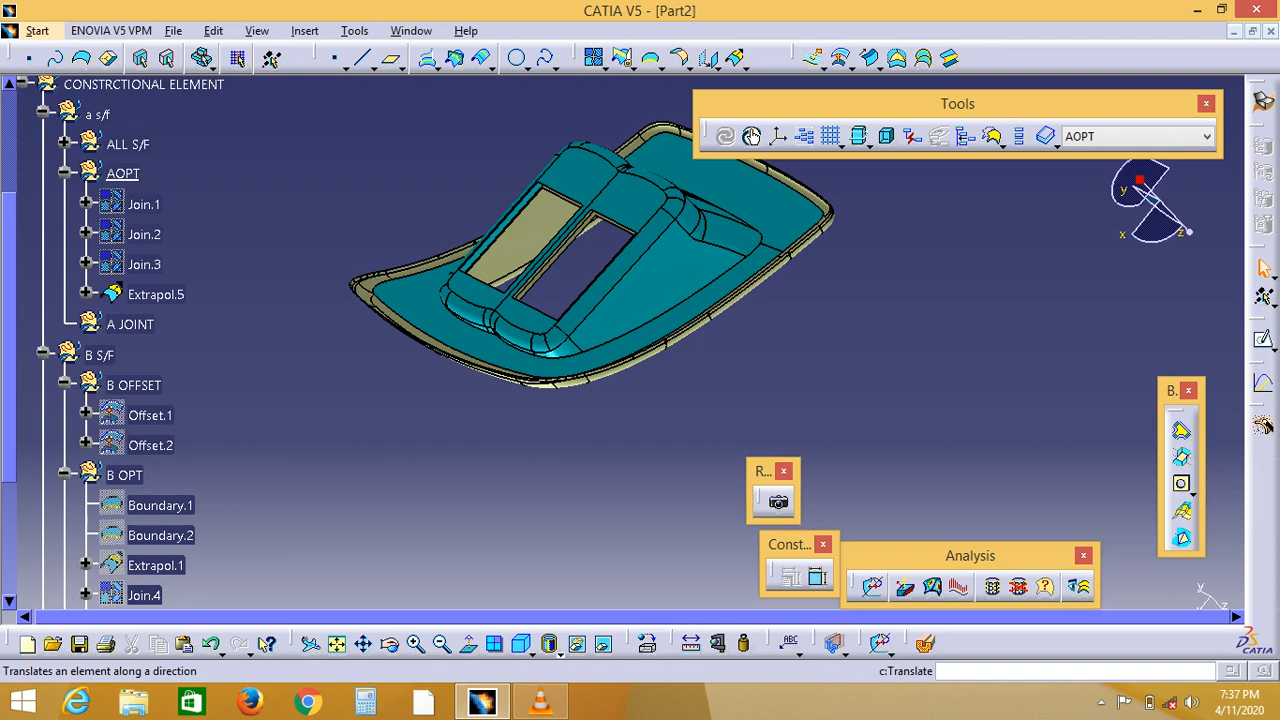 CATIA V5 - [Part2]
Start ENOVIA V5 VPM File Edit View Insert Tools Window Help
CONSTRCTIONAL ELEMENT
a s/f
ALL S/F
AOPT
Join.1
Join.2
Join.3
Extrapol.5
A JOINT
B S/F
B OFFSET
Offset.1
Offset.2
B OPT
Boundary.1
Boundary.2
Extrapol.1
Join.4
Tools
AOPT
y
x
z
B.
R...
Const...
Analysis
y
z
ABC
CATIA
Translates an element along a direction
c:Translate
7:37 PM
4/11/2020